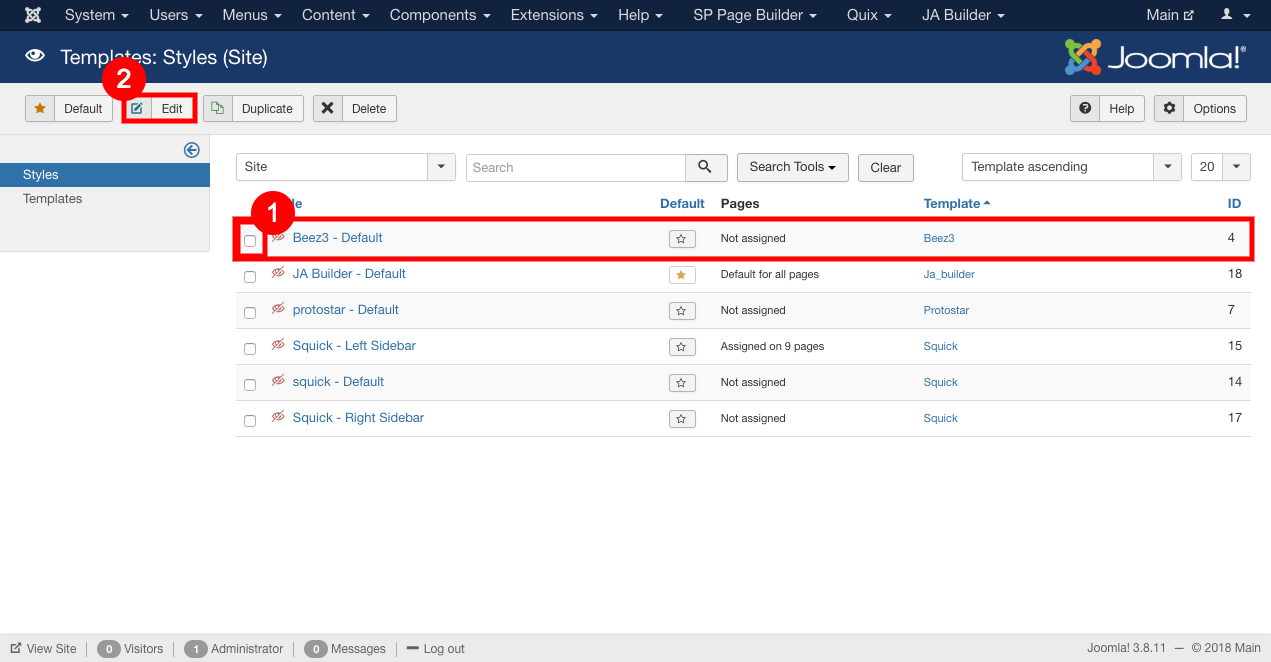 System Users Menus Content Components Extensions Help SP Page Builder Quix JA Builder Main
Templates: Styles (Site) Joomla!®
2
Default Edit Duplicate Delete Help Options
Styles
Templates
Site Search Search Tools Clear Template ascending 20
1
le Default Pages Template ID
Beez3 - Default Not assigned Beez3 4
JA Builder - Default Default for all pages Ja_builder 18
protostar - Default Not assigned Protostar 7
Squick - Left Sidebar Assigned on 9 pages Squick 15
squick - Default Not assigned Squick 14
Squick - Right Sidebar Not assigned Squick 17
View Site 0 Visitors 1 Administrator 0 Messages Log out Joomla! 3.8.11 — © 2018 Main